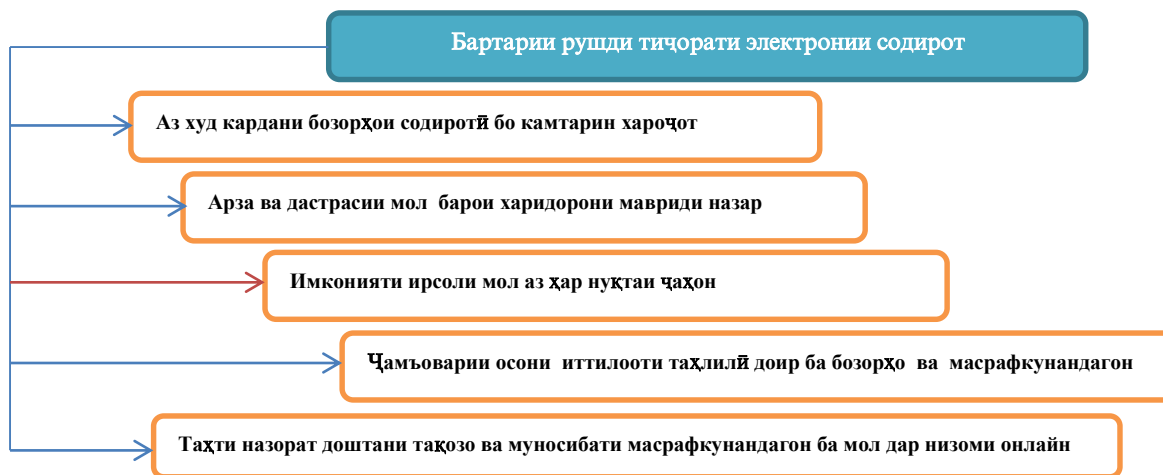 Бартарии рушди тиҷорати электронии содирот
Аз худ кардани бозорҳои содиротӣ бо камтарин хароҷот
Арза ва дастрасии мол барои харидорони мавриди назар
Имконияти ирсоли мол аз ҳар нуқтаи ҷаҳон
Ҷамъоварии осони иттилооти таҳлилӣ доир ба бозорҳо ва масрафкунандагон
Таҳти назорат доштани тақозо ва муносибати масрафкунандагон ба мол дар низоми онлайн